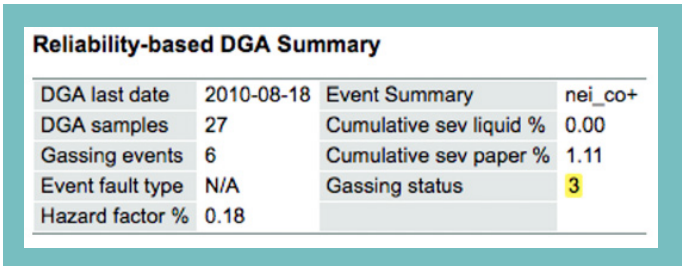 Reliability-based DGA Summary
DGA last date 2010-08-18 Event Summary nei_co+
DGA samples 27 Cumulative sev liquid % 0.00
Gassing events 6 Cumulative sev paper % 1.11
Event fault type N/A Gassing status 3
Hazard factor % 0.18